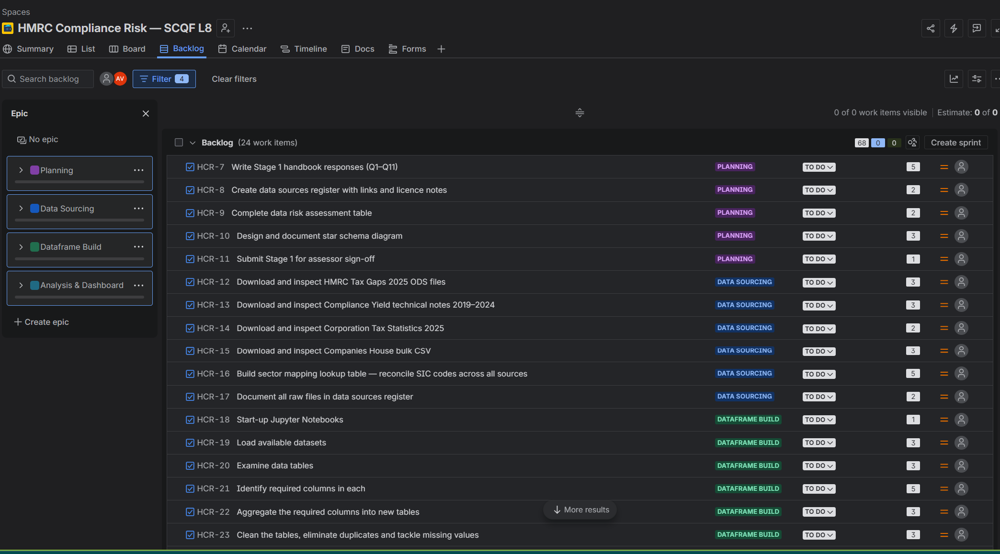 Spaces
HMRC Compliance Risk — SCQF L8
Summary List Board Backlog Calendar Timeline Docs Forms
Search backlog AV Filter 4 Clear filters
Epic
0 of 0 work items visible Estimate: 0 of 0
No epic
Planning
Data Sourcing
Dataframe Build
Analysis & Dashboard
Create epic
Backlog (24 work items) 68 0 0 Create sprint
HCR-7 Write Stage 1 handbook responses (Q1–Q11) PLANNING TO DO 5
HCR-8 Create data sources register with links and licence notes PLANNING TO DO 2
HCR-9 Complete data risk assessment table PLANNING TO DO 2
HCR-10 Design and document star schema diagram PLANNING TO DO 3
HCR-11 Submit Stage 1 for assessor sign-off PLANNING TO DO 1
HCR-12 Download and inspect HMRC Tax Gaps 2025 ODS files DATA SOURCING TO DO 3
HCR-13 Download and inspect Compliance Yield technical notes 2019–2024 DATA SOURCING TO DO 3
HCR-14 Download and inspect Corporation Tax Statistics 2025 DATA SOURCING TO DO 2
HCR-15 Download and inspect Companies House bulk CSV DATA SOURCING TO DO 3
HCR-16 Build sector mapping lookup table — reconcile SIC codes across all sources DATA SOURCING TO DO 5
HCR-17 Document all raw files in data sources register DATA SOURCING TO DO 2
HCR-18 Start-up Jupyter Notebooks DATAFRAME BUILD TO DO 1
HCR-19 Load available datasets DATAFRAME BUILD TO DO 3
HCR-20 Examine data tables DATAFRAME BUILD TO DO 3
HCR-21 Identify required columns in each DATAFRAME BUILD TO DO 5
HCR-22 Aggregate the required columns into new tables DATAFRAME BUILD TO DO 3
More results
HCR-23 Clean the tables, eliminate duplicates and tackle missing values DATAFRAME BUILD TO DO 3